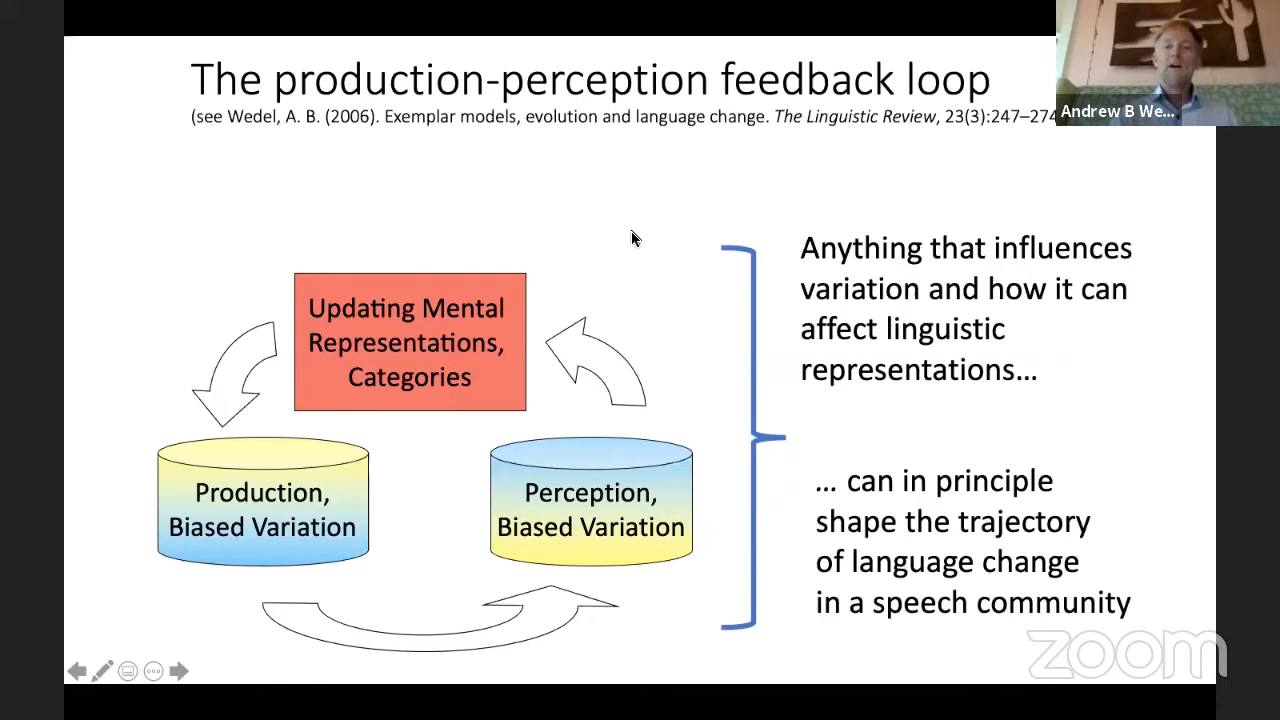 The production-perception feedback loop
(see Wedel, A. B. (2006). Exemplar models, evolution and language change. The Linguistic Review, 23(3):247–274
Andrew B We...
Updating Mental
Representations,
Categories
Production,
Biased Variation
Perception,
Biased Variation
Anything that influences
variation and how it can
affect linguistic
representations…
… can in principle
shape the trajectory
of language change
in a speech community
zoom